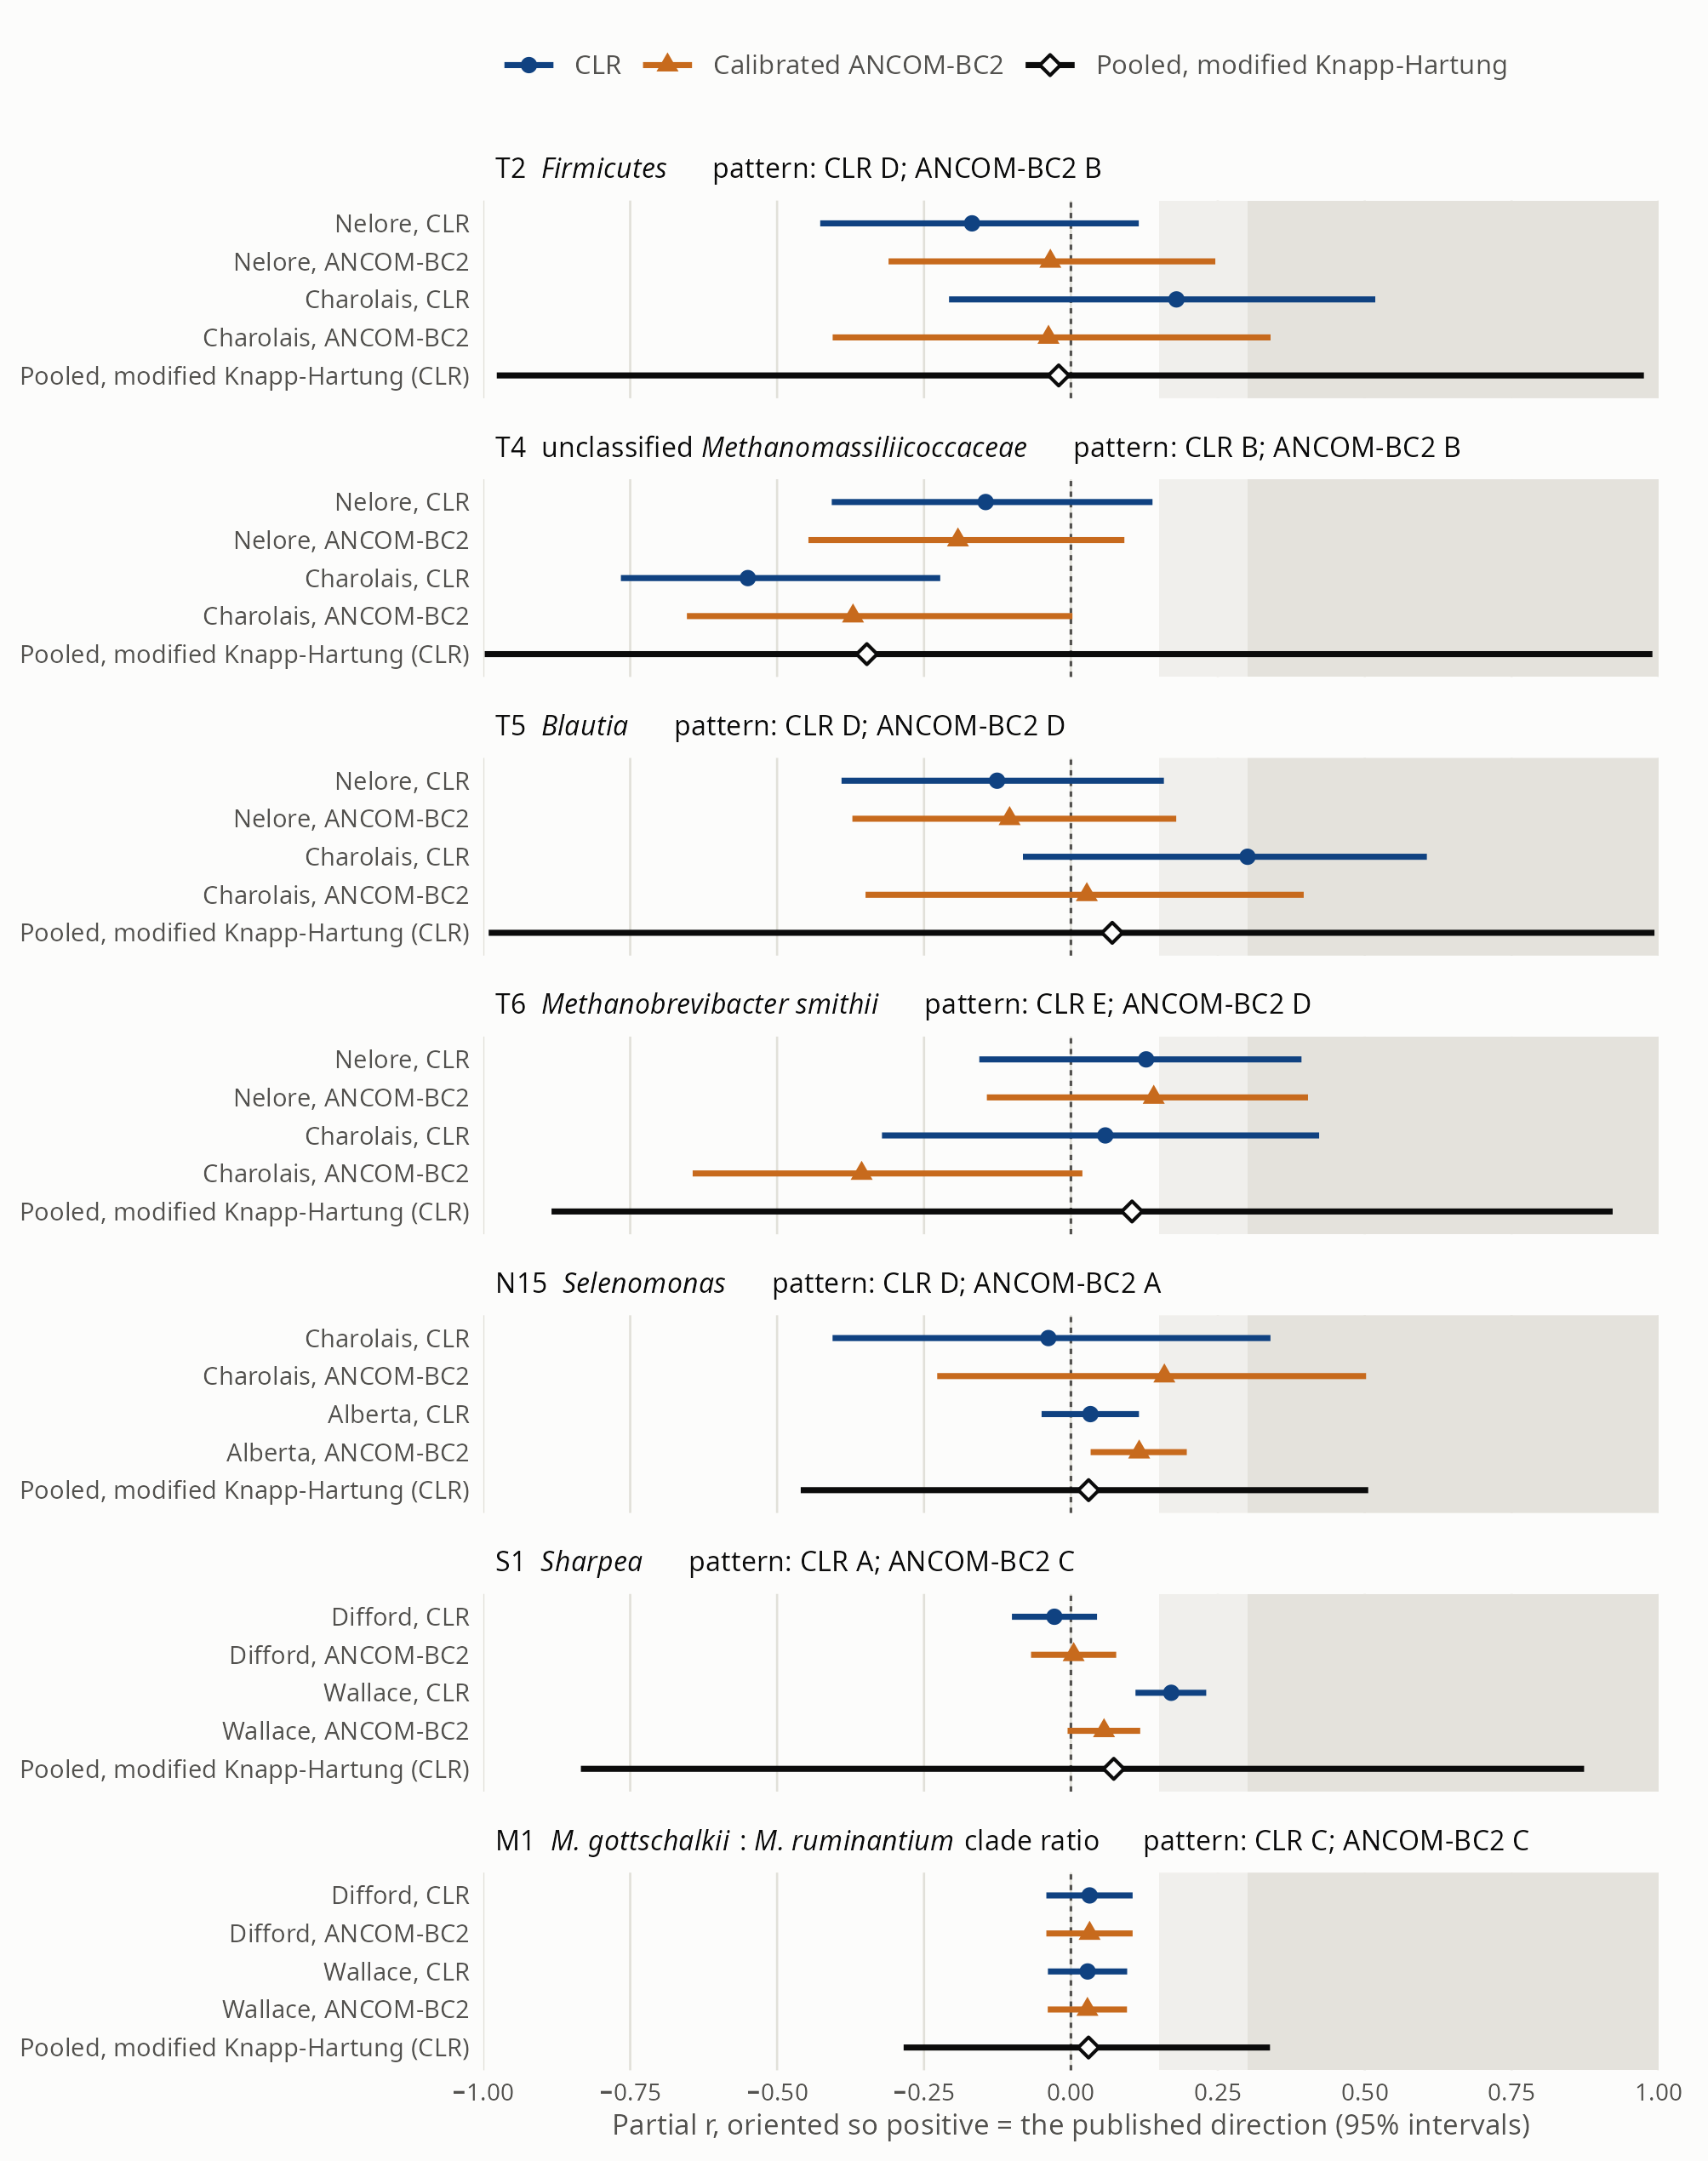 CLR Calibrated ANCOM-BC2 Pooled, modified Knapp-Hartung
T2 Firmicutes pattern: CLR D; ANCOM-BC2 B
Nelore, CLR
Nelore, ANCOM-BC2
Charolais, CLR
Charolais, ANCOM-BC2
Pooled, modified Knapp-Hartung (CLR)
T4 unclassified Methanomassiliicoccaceae pattern: CLR B; ANCOM-BC2 B
Nelore, CLR
Nelore, ANCOM-BC2
Charolais, CLR
Charolais, ANCOM-BC2
Pooled, modified Knapp-Hartung (CLR)
T5 Blautia pattern: CLR D; ANCOM-BC2 D
Nelore, CLR
Nelore, ANCOM-BC2
Charolais, CLR
Charolais, ANCOM-BC2
Pooled, modified Knapp-Hartung (CLR)
T6 Methanobrevibacter smithii pattern: CLR E; ANCOM-BC2 D
Nelore, CLR
Nelore, ANCOM-BC2
Charolais, CLR
Charolais, ANCOM-BC2
Pooled, modified Knapp-Hartung (CLR)
N15 Selenomonas pattern: CLR D; ANCOM-BC2 A
Charolais, CLR
Charolais, ANCOM-BC2
Alberta, CLR
Alberta, ANCOM-BC2
Pooled, modified Knapp-Hartung (CLR)
S1 Sharpea pattern: CLR A; ANCOM-BC2 C
Difford, CLR
Difford, ANCOM-BC2
Wallace, CLR
Wallace, ANCOM-BC2
Pooled, modified Knapp-Hartung (CLR)
M1 M. gottschalkii : M. ruminantium clade ratio pattern: CLR C; ANCOM-BC2 C
Difford, CLR
Difford, ANCOM-BC2
Wallace, CLR
Wallace, ANCOM-BC2
Pooled, modified Knapp-Hartung (CLR)
−1.00 −0.75 −0.50 −0.25 0.00 0.25 0.50 0.75 1.00
Partial r, oriented so positive = the published direction (95% intervals)